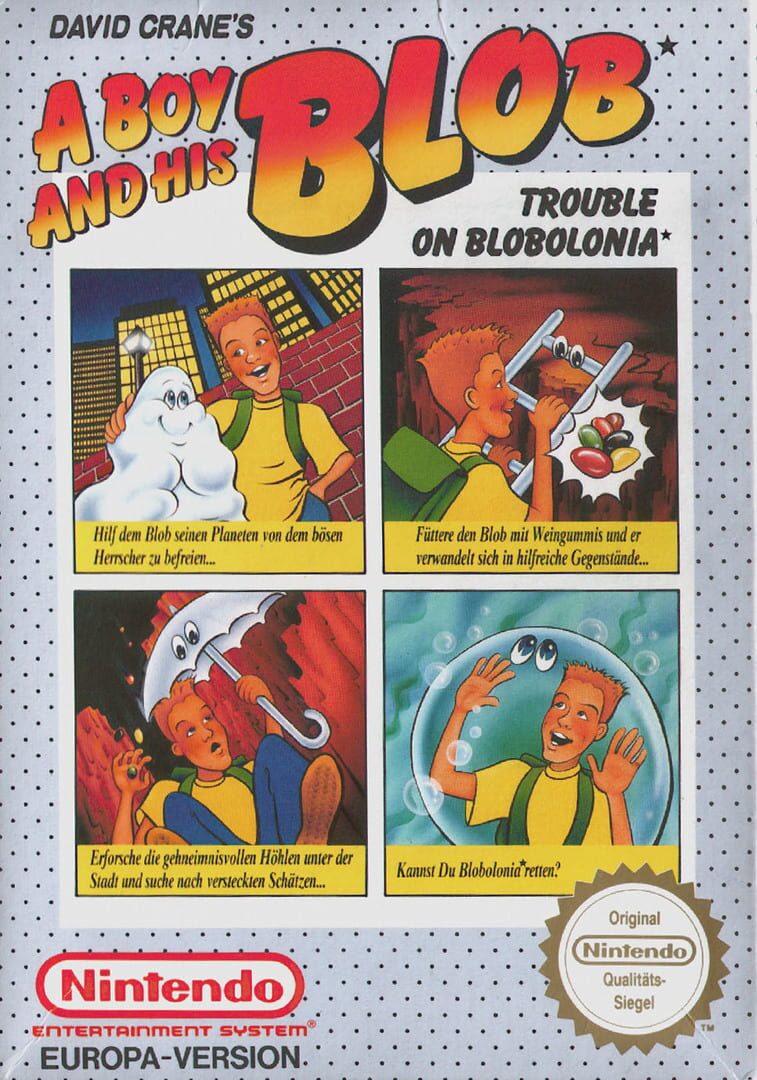 DAVID CRANE'S
A BOY
AND HIS
BLOB★
TROUBLE
ON BLOBOLONIA★
Hilf dem Blob seinen Planeten von dem bösen
Herrscher zu befreien...
Füttere den Blob mit Weingummis und er
verwandelt sich in hilfreiche Gegenstände...
Erforsche die gehneimnisvollen Höhlen unter der
Stadt und suche nach versteckten Schätzen...
Kannst Du Blobolonia★retten?
Original
Nintendo
Qualitäts-
Siegel
TM
Nintendo
ENTERTAINMENT SYSTEM®
EUROPA-VERSION